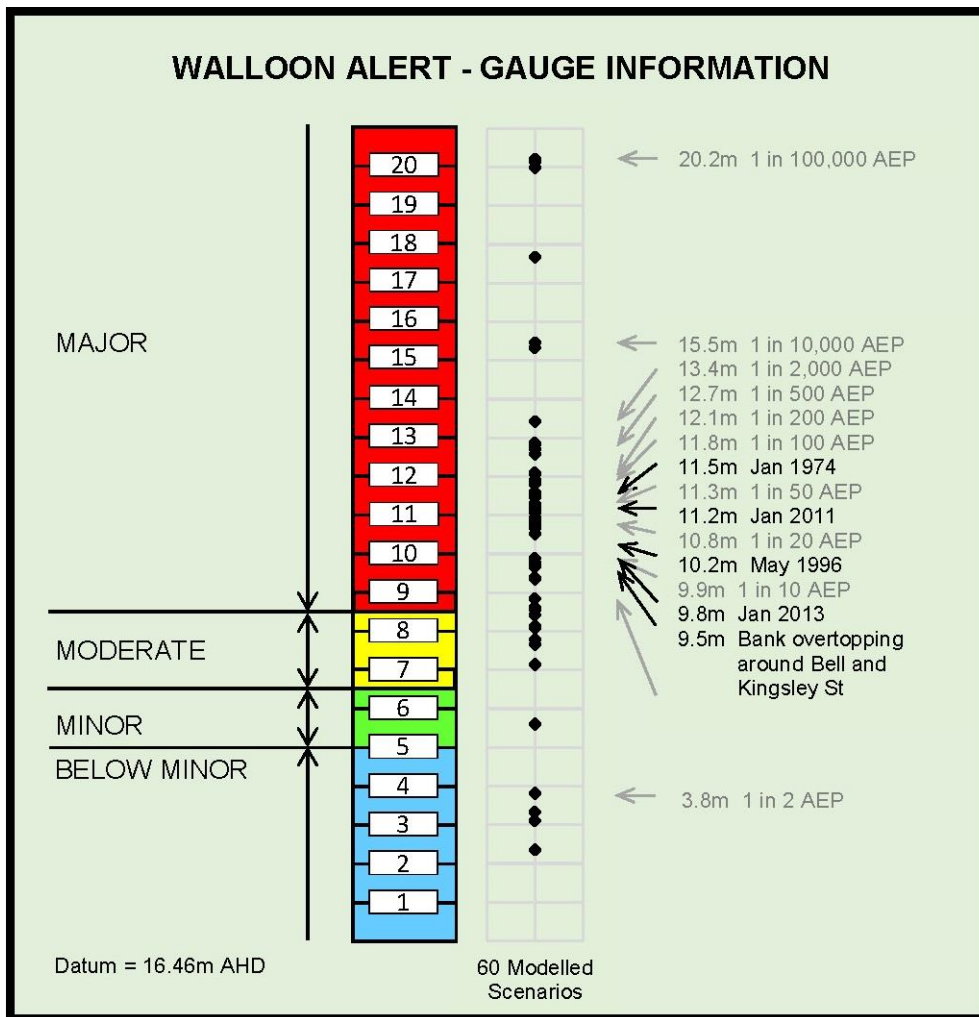 WALLOON ALERT - GAUGE INFORMATION
MAJOR
MODERATE
MINOR
BELOW MINOR
20
19
18
17
16
15
14
13
12
11
10
9
8
7
6
5
4
3
2
1
20.2m 1 in 100,000 AEP
15.5m 1 in 10,000 AEP
13.4m 1 in 2,000 AEP
12.7m 1 in 500 AEP
12.1m 1 in 200 AEP
11.8m 1 in 100 AEP
11.5m Jan 1974
11.3m 1 in 50 AEP
11.2m Jan 2011
10.8m 1 in 20 AEP
10.2m May 1996
9.9m 1 in 10 AEP
9.8m Jan 2013
9.5m Bank overtopping
around Bell and
Kingsley St
3.8m 1 in 2 AEP
Datum = 16.46m AHD
60 Modelled
Scenarios